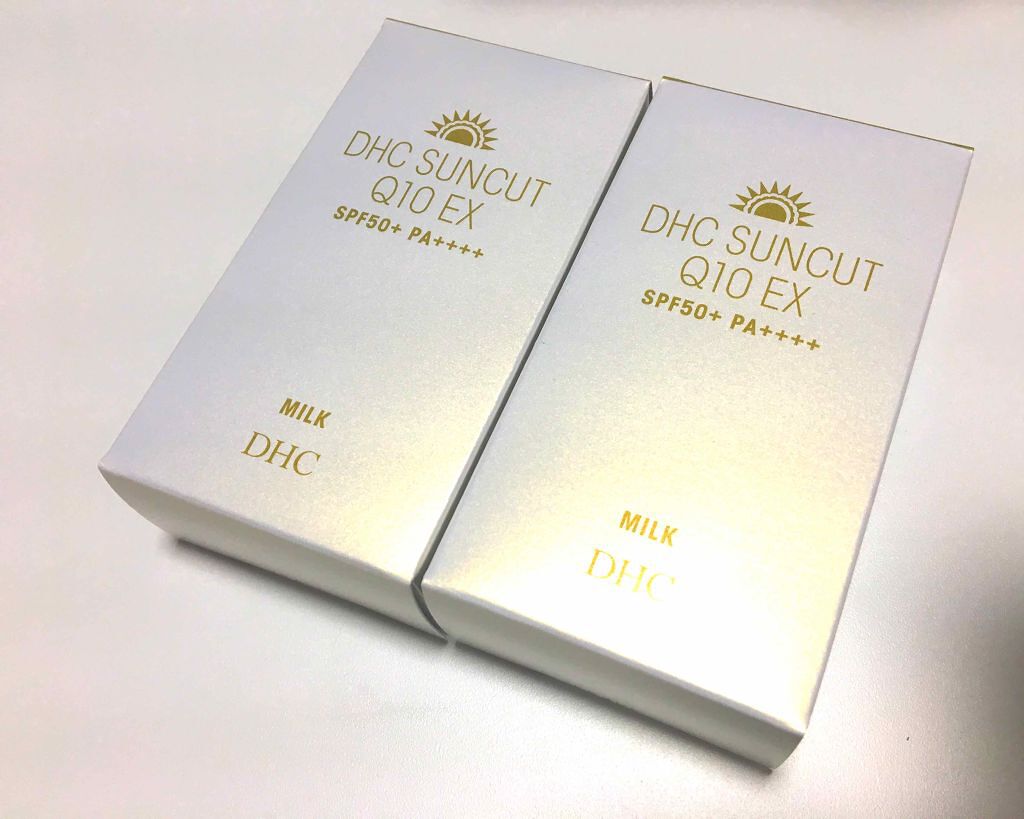 DHC SUNCUT
Q10 EX
SPF50+ PA++++
MILK
DHC
DHC SUNCUT
Q10 EX
SPF50+ PA++++
MILK
DHC